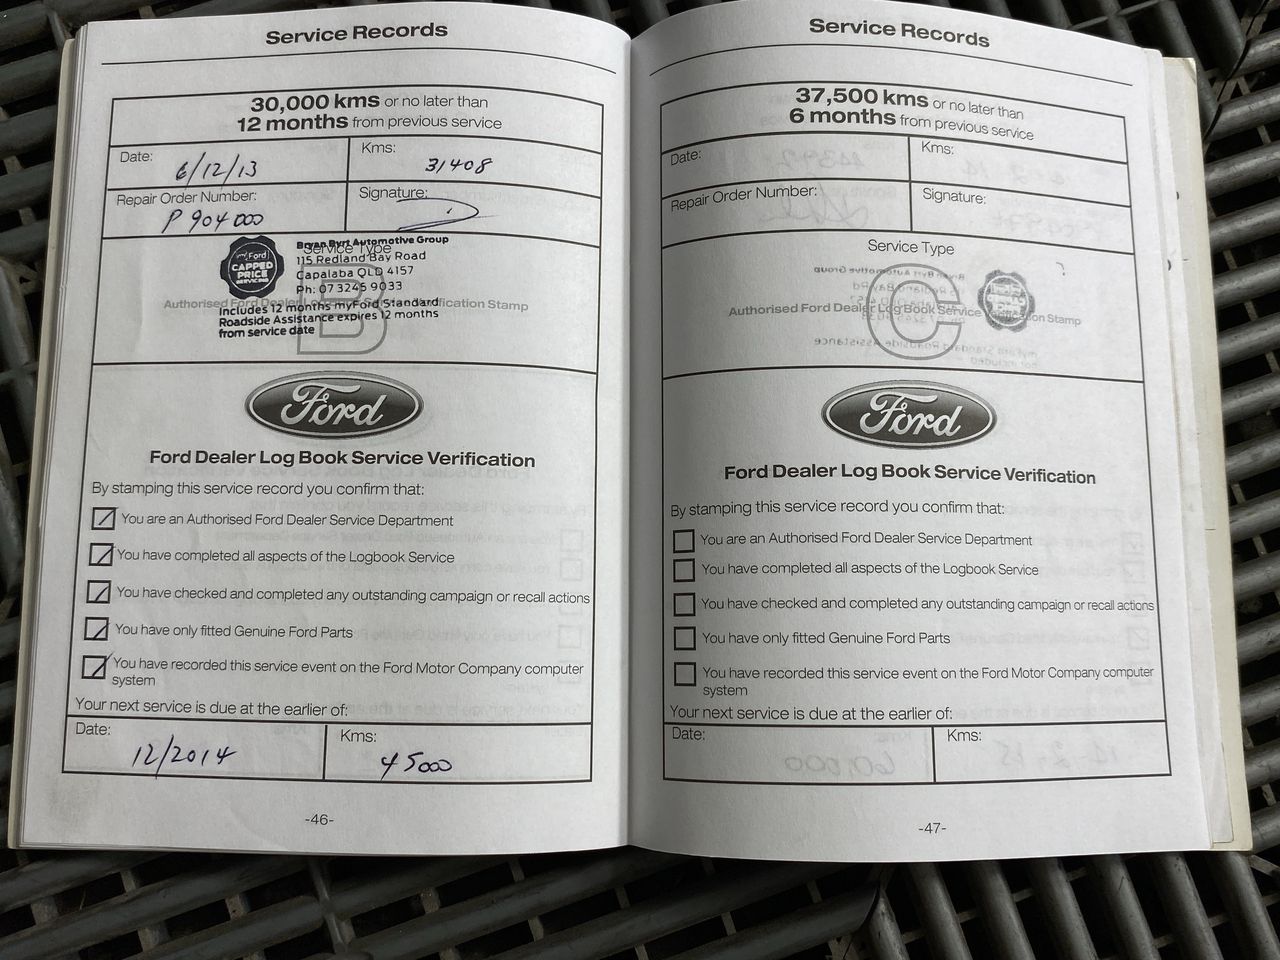 Service Records
30,000 kms or no later than
12 months from previous service
Date:
6/12/13
Kms:
31408
Repair Order Number:
P904000
Signature:
Service Type
B
Authorised Ford Dealer Log Book Service Verification Stamp
myFord
CAPPED
PRICE
SERVICING
Bryan Byrt Automotive Group
115 Redland Bay Road
Capalaba QLD 4157
Ph: 07 3245 9033
Includes 12 months myFord Standard
Roadside Assistance expires 12 months
from service date
Ford
Ford Dealer Log Book Service Verification
By stamping this service record you confirm that:
You are an Authorised Ford Dealer Service Department
You have completed all aspects of the Logbook Service
You have checked and completed any outstanding campaign or recall actions
You have only fitted Genuine Ford Parts
You have recorded this service event on the Ford Motor Company computer
system
Your next service is due at the earlier of:
Date:
12/2014
Kms:
45000
-46-
Service Records
37,500 kms or no later than
6 months from previous service
Date:
Kms:
Repair Order Number:
Signature:
Service Type
C
Authorised Ford Dealer Log Book Service Verification Stamp
Ford
Ford Dealer Log Book Service Verification
By stamping this service record you confirm that:
You are an Authorised Ford Dealer Service Department
You have completed all aspects of the Logbook Service
You have checked and completed any outstanding campaign or recall actions
You have only fitted Genuine Ford Parts
You have recorded this service event on the Ford Motor Company computer
system
Your next service is due at the earlier of:
Date:
Kms:
-47-